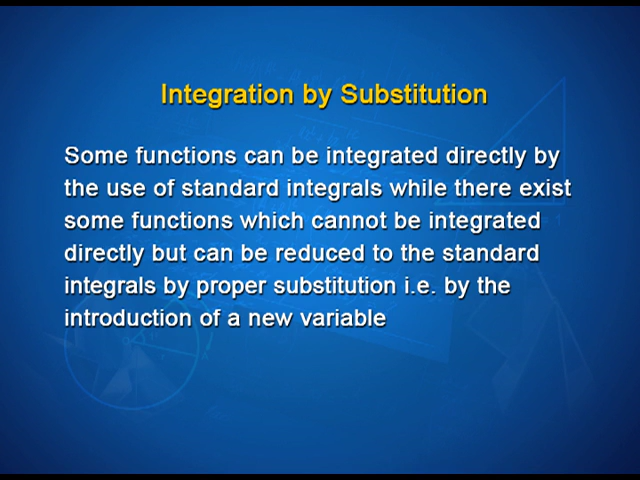 Integration by Substitution
Some functions can be integrated directly by
the use of standard integrals while there exist
some functions which cannot be integrated
directly but can be reduced to the standard
integrals by proper substitution i.e. by the
introduction of a new variable